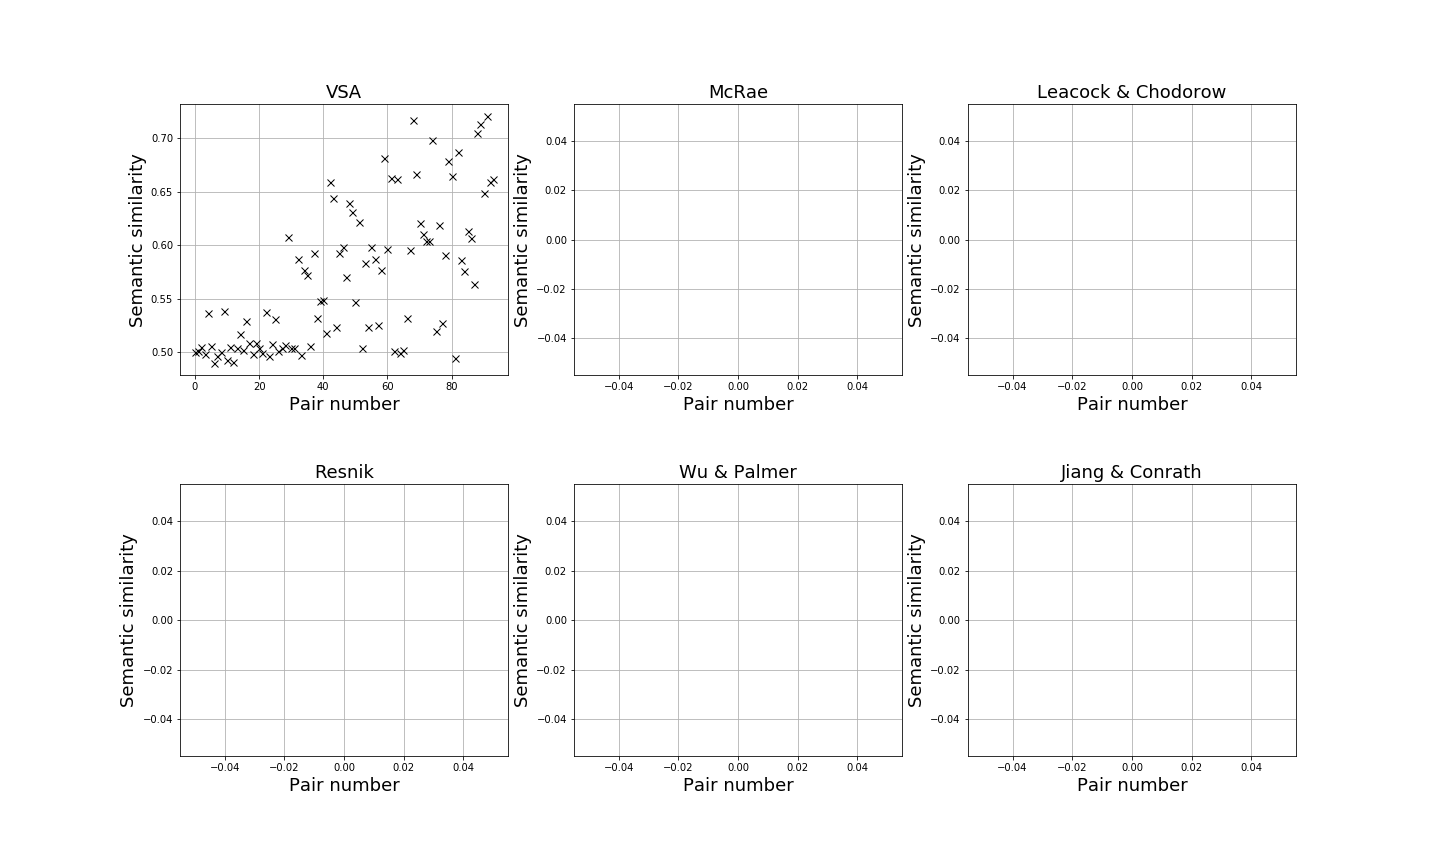 VSA
McRae
Leacock & Chodorow
Semantic similarity
0.70
0.65
0.60
0.55
0.50
0 20 40 60 80
Pair number
Semantic similarity
0.04
0.02
0.00
−0.02
−0.04
−0.04 −0.02 0.00 0.02 0.04
Pair number
Semantic similarity
0.04
0.02
0.00
−0.02
−0.04
−0.04 −0.02 0.00 0.02 0.04
Pair number
Resnik
Wu & Palmer
Jiang & Conrath
Semantic similarity
0.04
0.02
0.00
−0.02
−0.04
−0.04 −0.02 0.00 0.02 0.04
Pair number
Semantic similarity
0.04
0.02
0.00
−0.02
−0.04
−0.04 −0.02 0.00 0.02 0.04
Pair number
Semantic similarity
0.04
0.02
0.00
−0.02
−0.04
−0.04 −0.02 0.00 0.02 0.04
Pair number